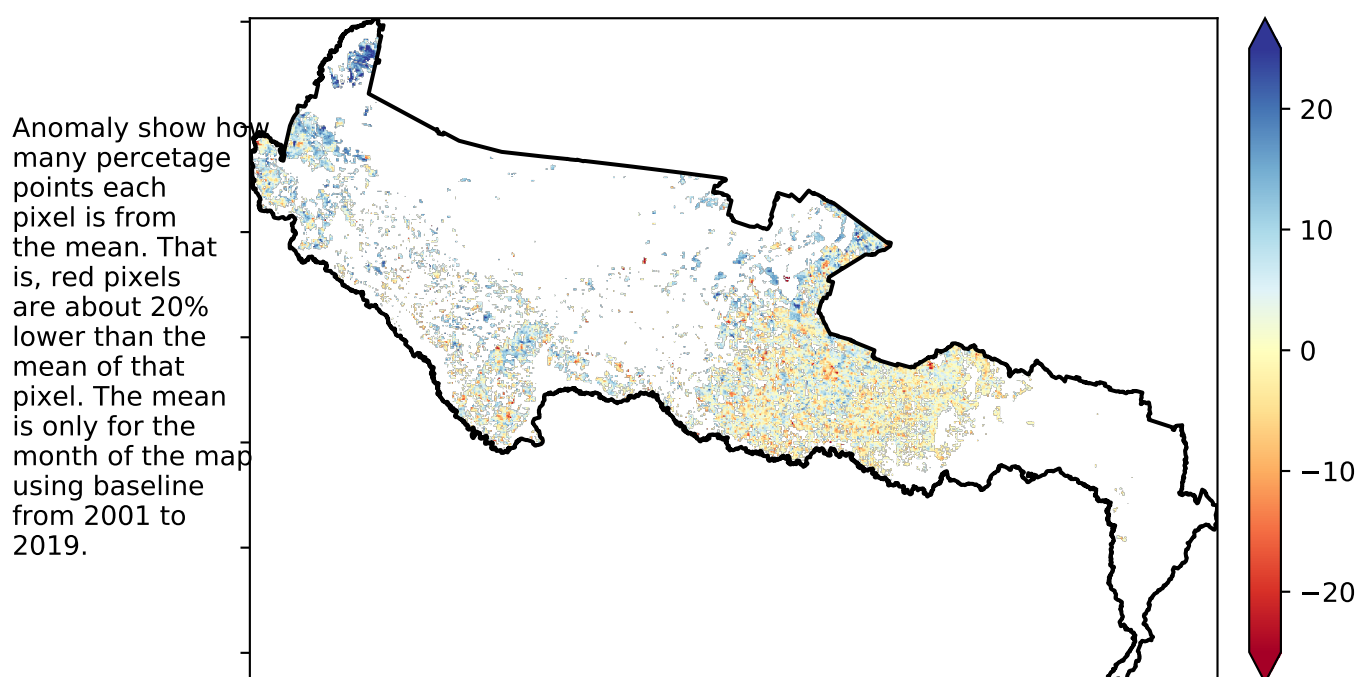 Anomaly show how
many percetage
points each
pixel is from
the mean. That
is, red pixels
are about 20%
lower than the
mean of that
pixel. The mean
is only for the
month of the map
using baseline
from 2001 to
2019.
20
10
0
−10
−20